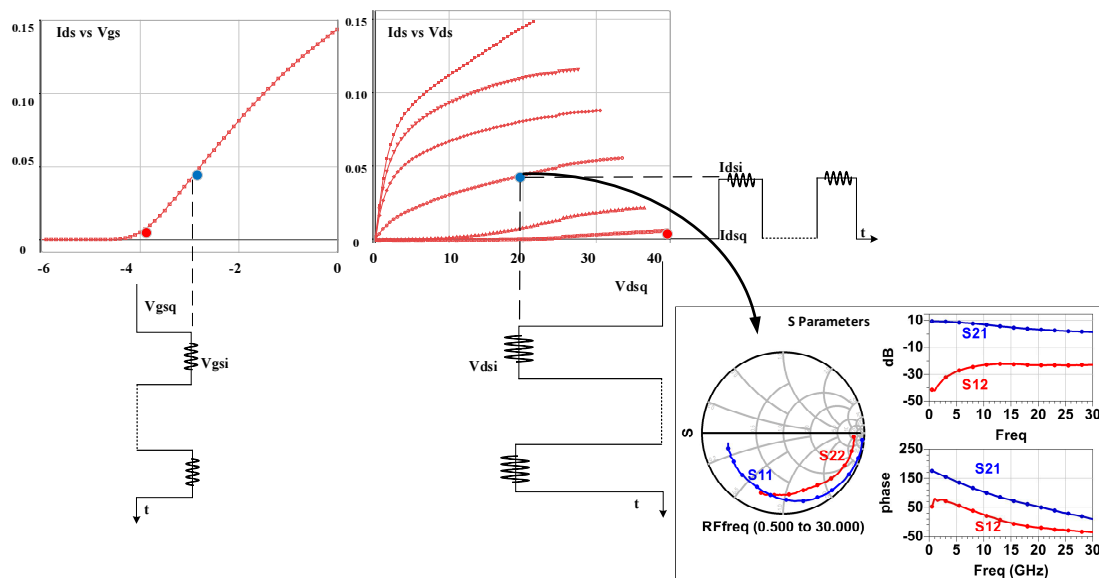 Ids vs Vgs
0.15
0.10
0.05
0
0
-6
-4
-2
0
Ids vs Vds
0.15
0.10
0.05
0
0
10
20
30
40
Idsi
Idsq
t
Vgsq
Vgsi
t
Vdsq
Vdsi
t
S Parameters
S
S11
S22
RFfreq (0.500 to 30.000)
10
-10
-30
-50
dB
S21
S12
0
5
10
15
20
25
30
Freq
250
150
50
-50
phase
S21
S12
0
5
10
15
20
25
30
Freq (GHz)